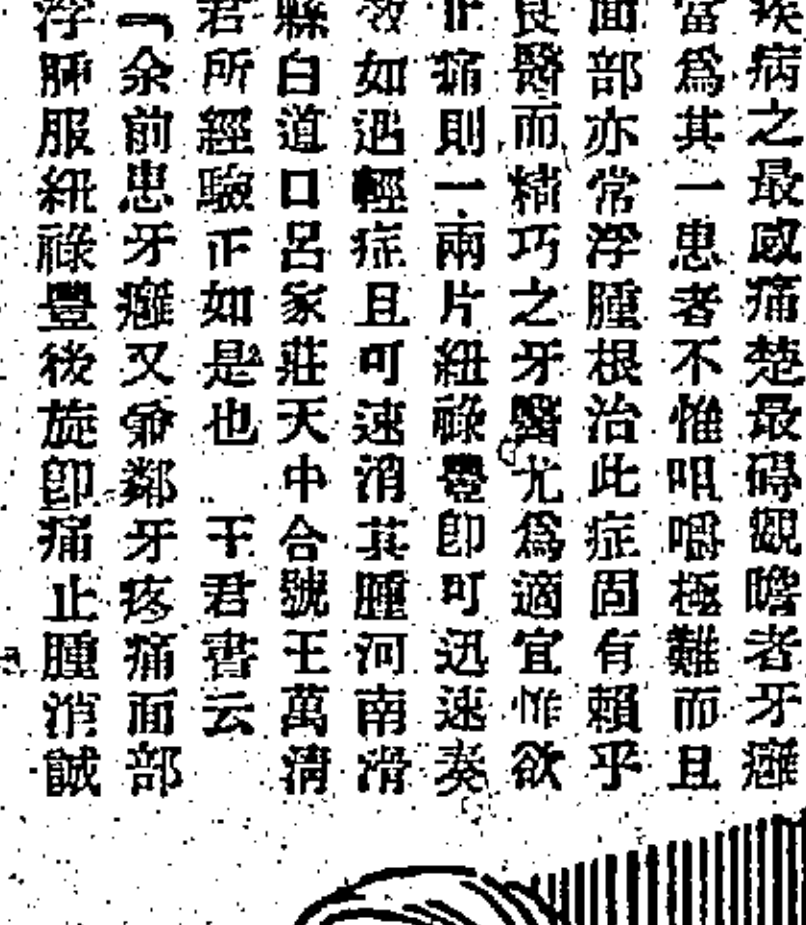 疾病之最感痛楚最碍觀瞻者牙癰
當爲其一患者不惟咀嚼極難而且
面部亦常浮腫根治此症固有賴乎
良醫而精巧之牙醫尤爲適宜惟欲
止痛則一兩片紐祿豐即可迅速奏
效如遇輕症且可速消其腫河南滑
縣白道口呂家莊天中合號王萬清
君所經驗正如是也 王君書云
「余前患牙癰又兼鄰牙疼痛面部
浮腫服紐祿豐後旋即痛止腫消誠